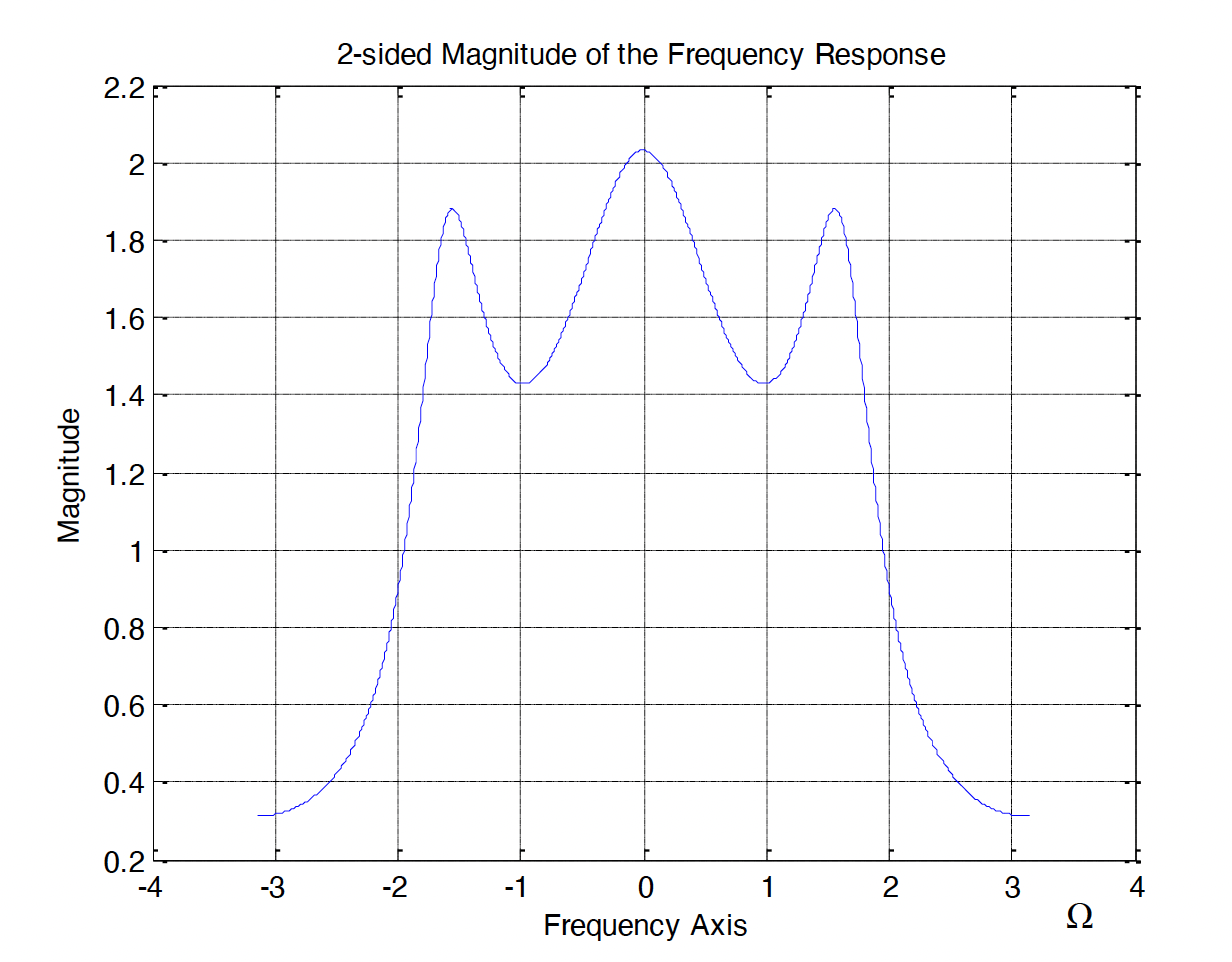 2-sided Magnitude of the Frequency Response
2.2
2
1.8
1.6
1.4
1.2
1
0.8
0.6
0.4
0.2
Magnitude
-4 -3 -2 -1 0 1 2 3 4
Frequency Axis
Ω